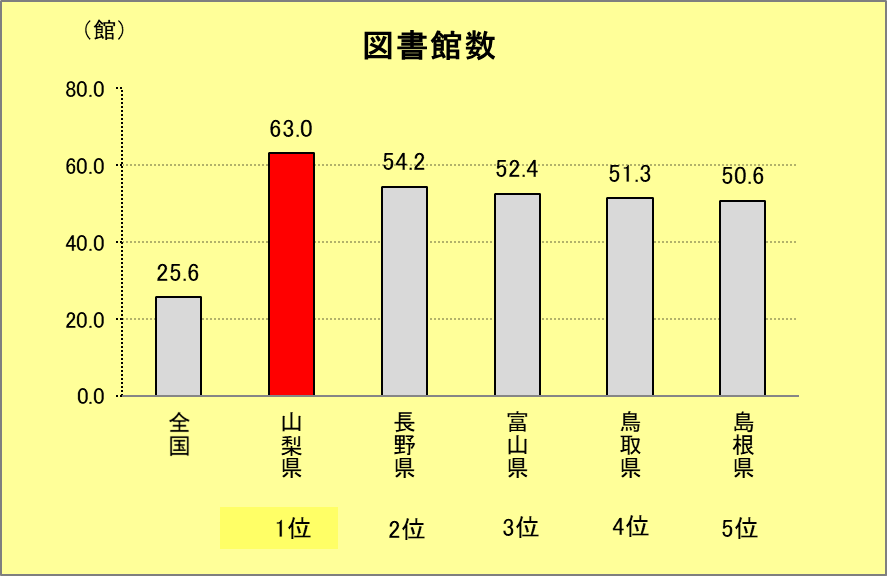 （館）
図書館数
80.0
60.0
40.0
20.0
0.0
25.6
63.0
54.2
52.4
51.3
50.6
全国
山梨県
長野県
富山県
鳥取県
島根県
1位
2位
3位
4位
5位